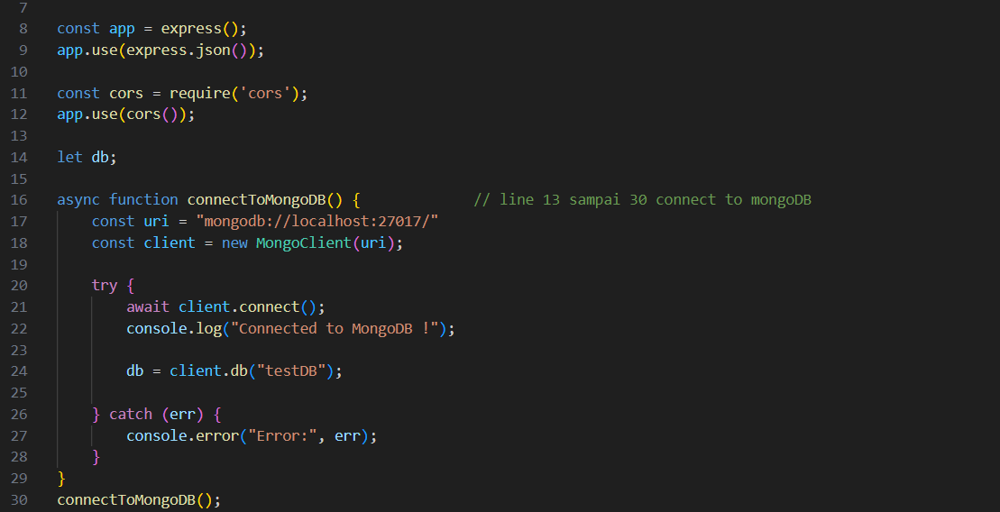 7
8 const app = express();
9 app.use(express.json());
10
11 const cors = require('cors');
12 app.use(cors());
13
14 let db;
15
16 async function connectToMongoDB() {             // line 13 sampai 30 connect to mongoDB
17     const uri = "mongodb://localhost:27017/"
18     const client = new MongoClient(uri);
19
20     try {
21         await client.connect();
22         console.log("Connected to MongoDB !");
23
24         db = client.db("testDB");
25
26     } catch (err) {
27         console.error("Error:", err);
28     }
29 }
30 connectToMongoDB();